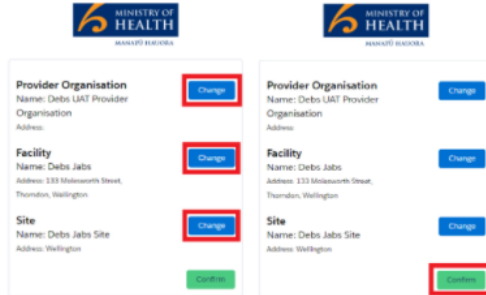 MINISTRY OF
HEALTH
MANATŪ HAUORA
Provider Organisation
Change
Name: Debs UAT Provider
Organisation
Address:
Facility
Change
Name: Debs Jabs
Address: 133 Molesworth Street,
Thorndon, Wellington
Site
Change
Name: Debs Jabs Site
Address: Wellington
Confirm
MINISTRY OF
HEALTH
MANATŪ HAUORA
Provider Organisation
Change
Name: Debs UAT Provider
Organisation
Address:
Facility
Change
Name: Debs Jabs
Address: 133 Molesworth Street,
Thorndon, Wellington
Site
Change
Name: Debs Jabs Site
Address: Wellington
Confirm